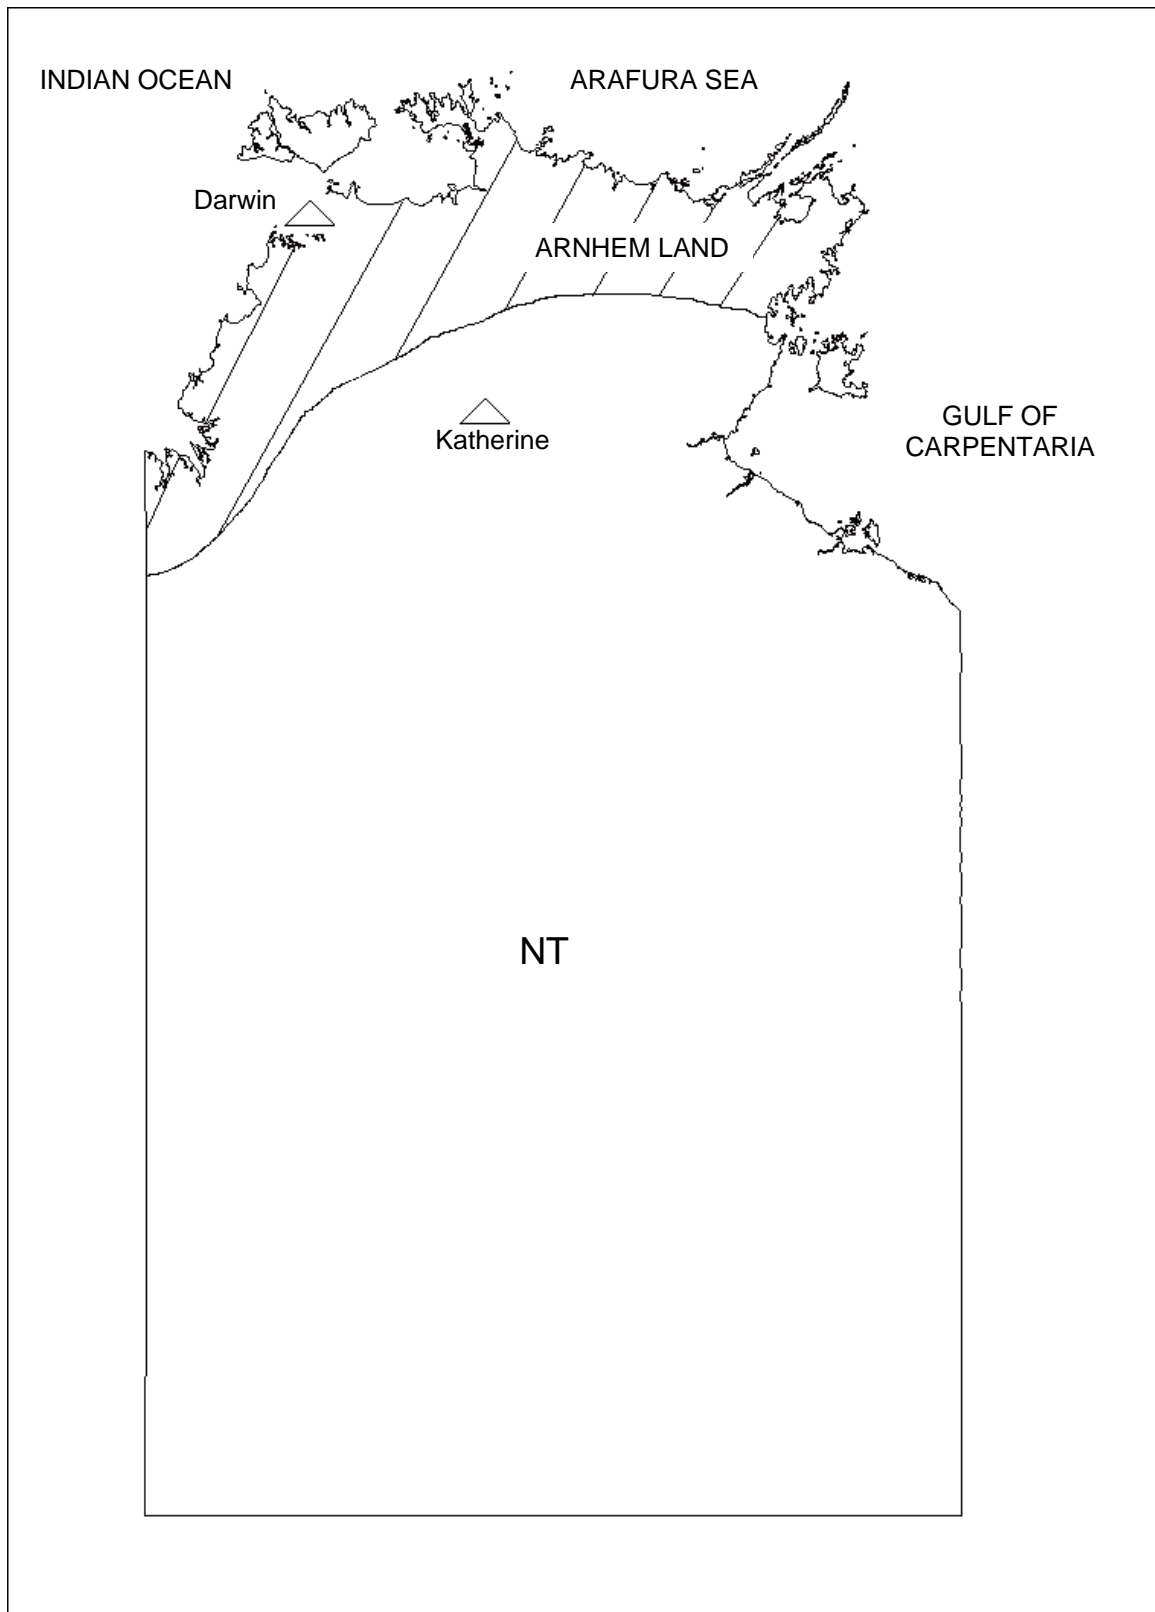 INDIAN OCEAN
ARAFURA SEA
Darwin
ARNHEM LAND
Katherine
GULF OF
CARPENTARIA
NT